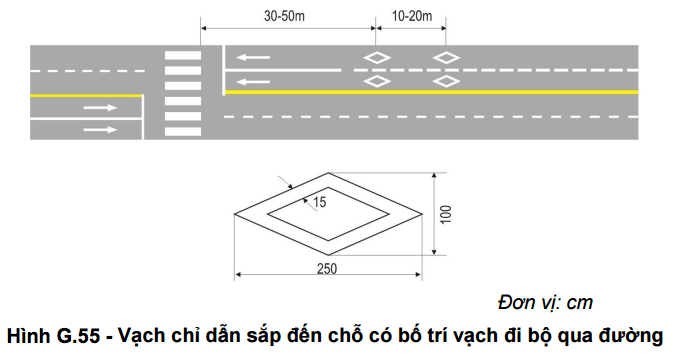 30-50m
10-20m
15
100
250
Đơn vị: cm
Hình G.55 - Vạch chỉ dẫn sắp đến chỗ có bố trí vạch đi bộ qua đường